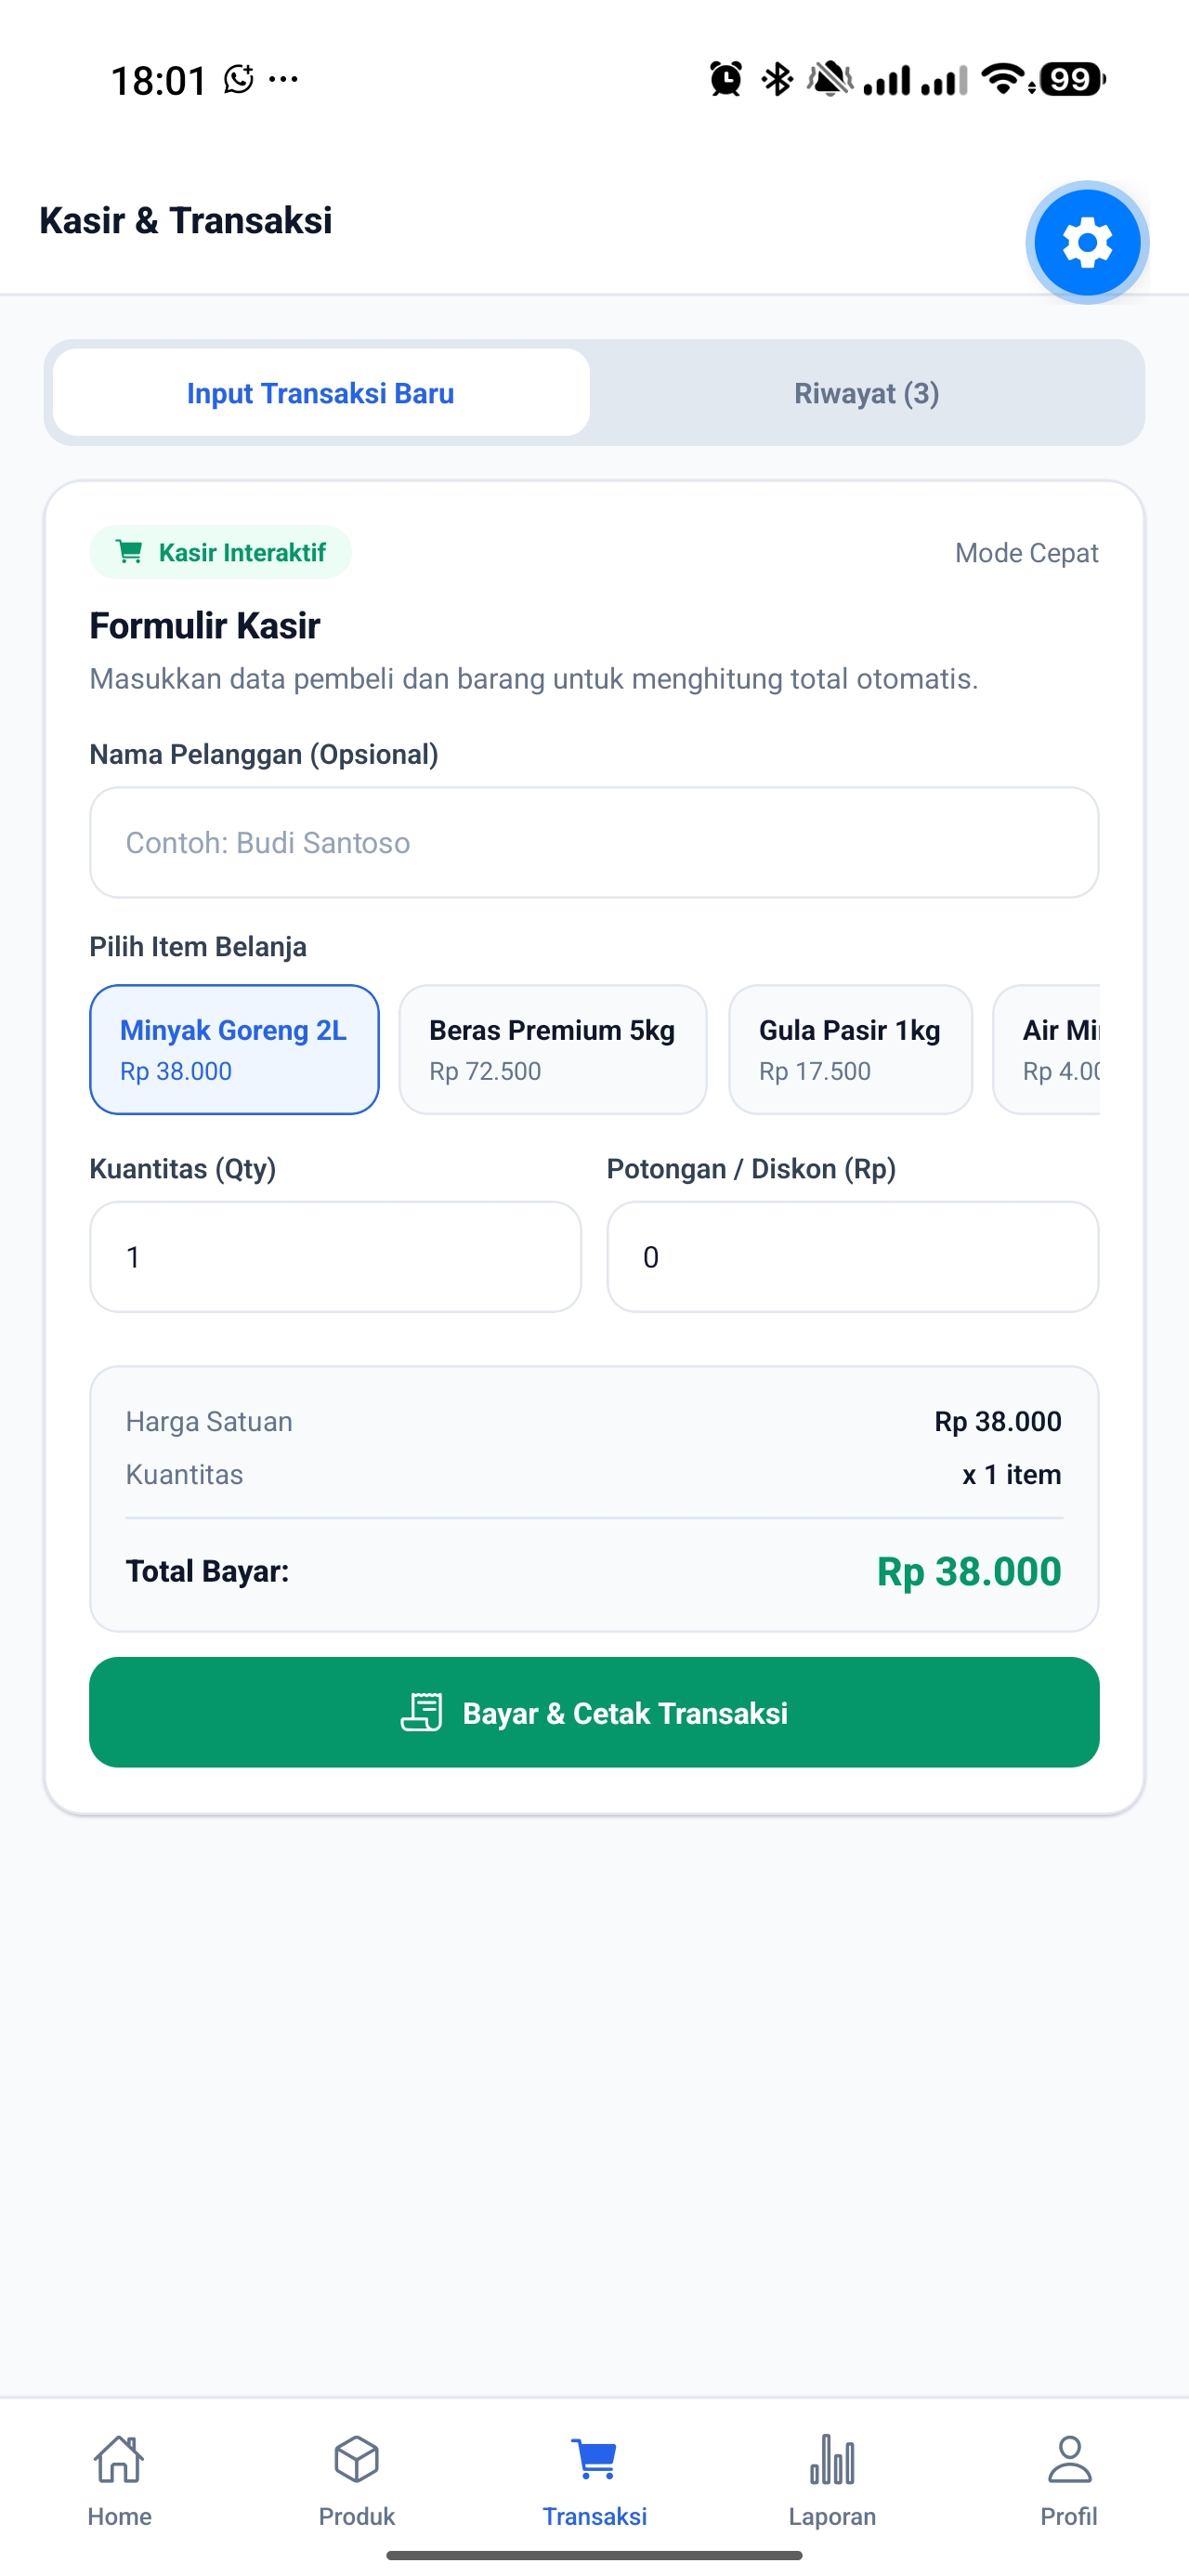 18:01
99
Kasir & Transaksi
Input Transaksi Baru
Riwayat (3)
Kasir Interaktif
Mode Cepat
Formulir Kasir
Masukkan data pembeli dan barang untuk menghitung total otomatis.
Nama Pelanggan (Opsional)
Contoh: Budi Santoso
Pilih Item Belanja
Minyak Goreng 2L
Rp 38.000
Beras Premium 5kg
Rp 72.500
Gula Pasir 1kg
Rp 17.500
Air
Rp
Kuantitas (Qty)
Potongan / Diskon (Rp)
1
0
Harga Satuan
Rp 38.000
Kuantitas
x 1 item
Total Bayar:
Rp 38.000
Bayar & Cetak Transaksi
Home
Produk
Transaksi
Laporan
Profil